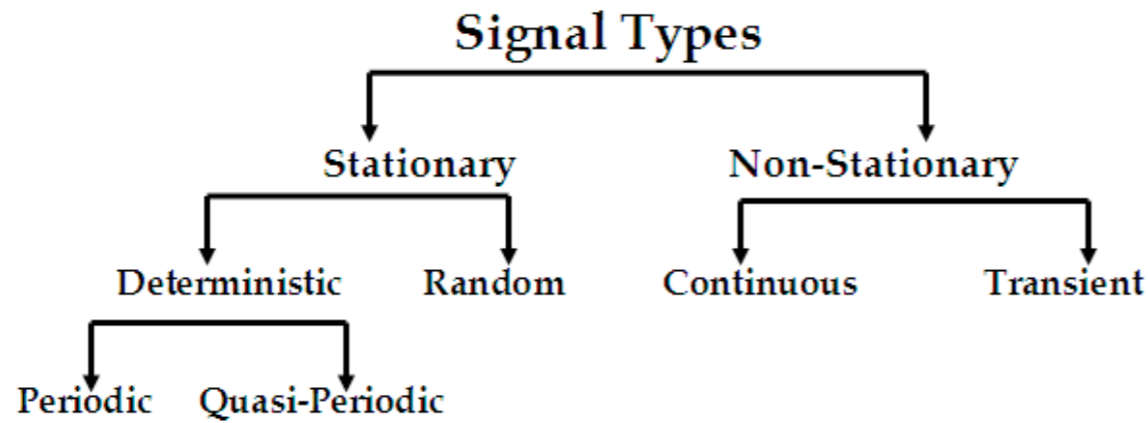 Signal Types
Stationary Non-Stationary
Deterministic Random Continuous Transient
Periodic Quasi-Periodic